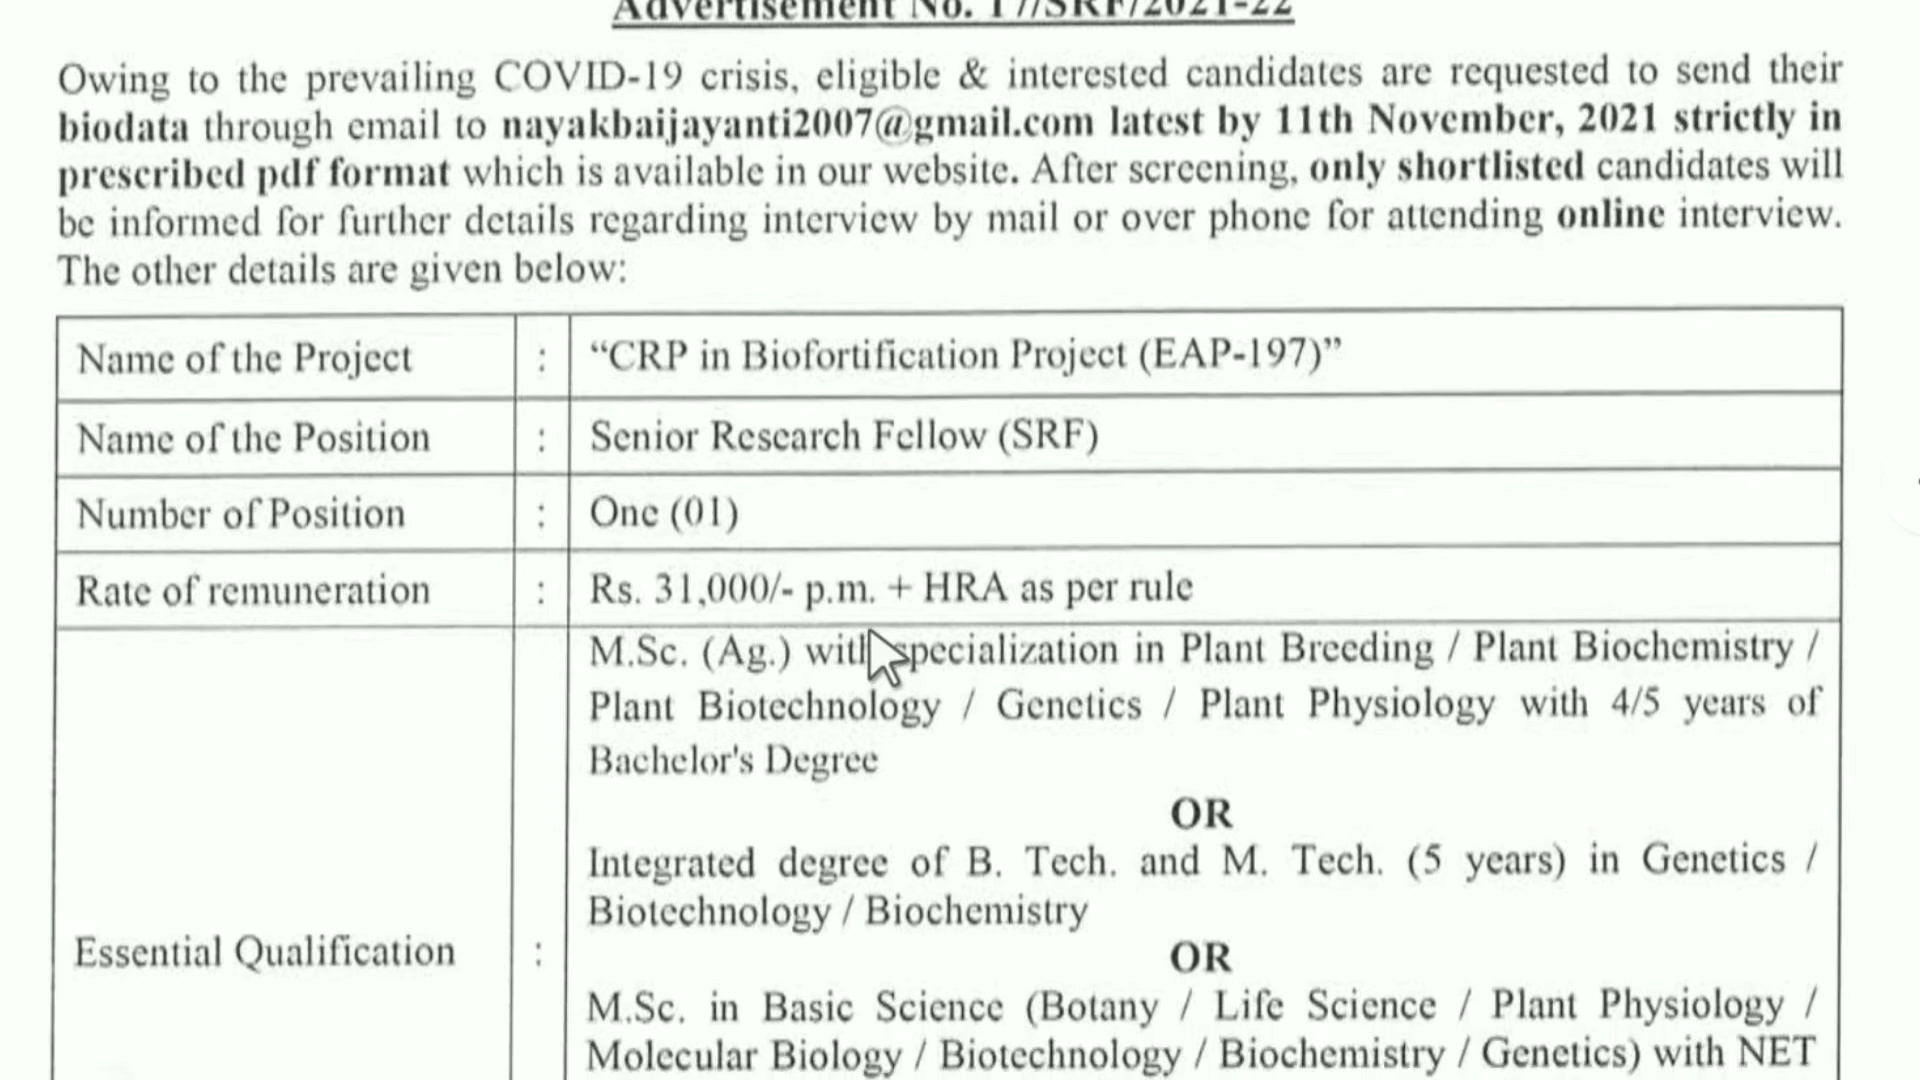 Advertisement No. 17/SRF/2021-22
Owing to the prevailing COVID-19 crisis, eligible & interested candidates are requested to send their
biodata through email to nayakbaijayanti2007@gmail.com latest by 11th November, 2021 strictly in
prescribed pdf format which is available in our website. After screening, only shortlisted candidates will
be informed for further details regarding interview by mail or over phone for attending online interview.
The other details are given below:
Name of the Project : “CRP in Biofortification Project (EAP-197)”
Name of the Position : Senior Research Fellow (SRF)
Number of Position : One (01)
Rate of remuneration : Rs. 31,000/- p.m. + HRA as per rule
M.Sc. (Ag.) with specialization in Plant Breeding / Plant Biochemistry /
Plant Biotechnology / Genetics / Plant Physiology with 4/5 years of
Bachelor's Degree
OR
Integrated degree of B. Tech. and M. Tech. (5 years) in Genetics /
Biotechnology / Biochemistry
Essential Qualification :
OR
M.Sc. in Basic Science (Botany / Life Science / Plant Physiology /
Molecular Biology / Biotechnology / Biochemistry / Genetics) with NET